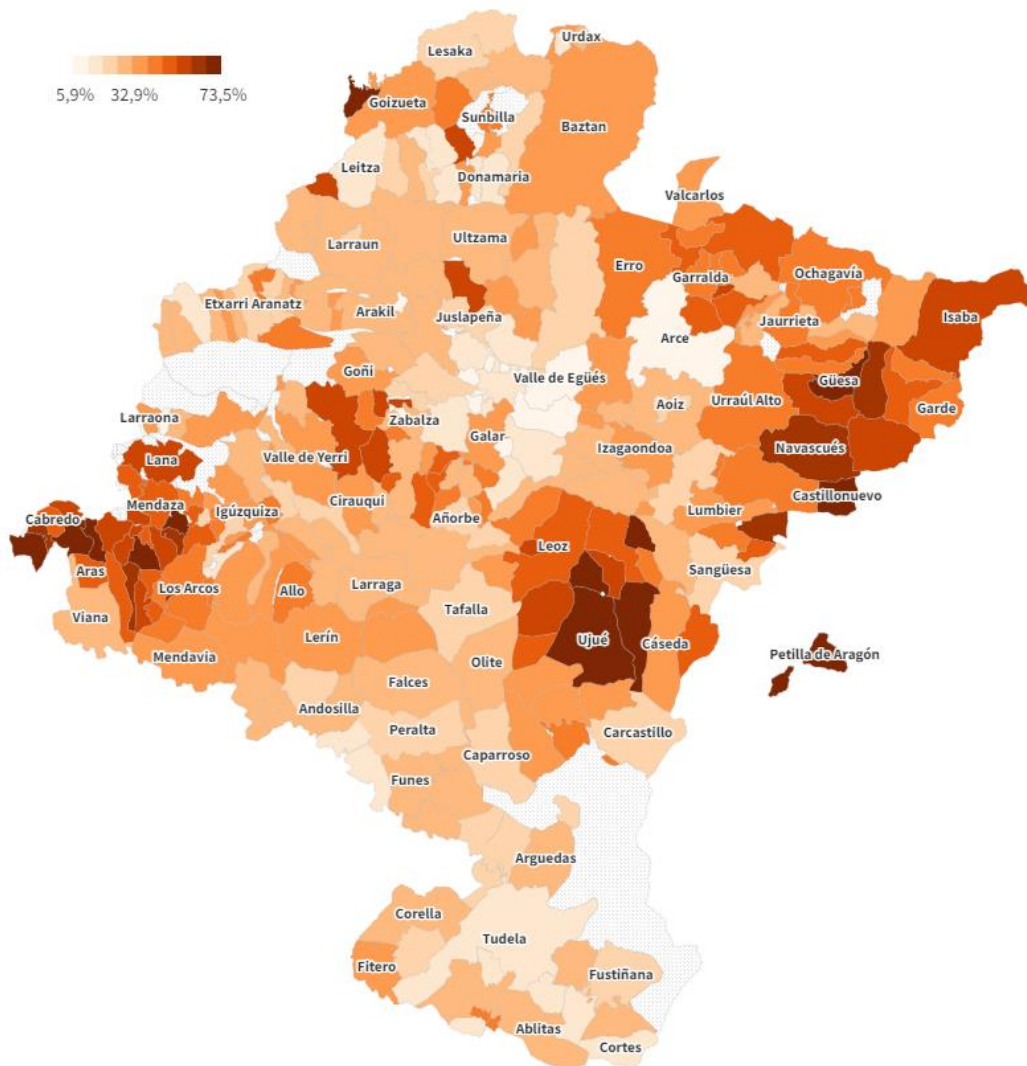 Urdax
Lesaka
5,9% 32,9% 73,5%
Goizueta
Sunbilla
Baztan
Leitza
Donamaria
Valcarlos
Larraun
Ultzama
Erro
Garralda
Ochagavía
Etxarri Aranatz
Arakil
Juslapeña
Jaurrieta
Isaba
Arce
Goñi
Valle de Egüés
Güesa
Larraona
Zabalza
Aoiz
Urraúl Alto
Garde
Galar
Lana
Valle de Yerri
Izagaondoa
Navascués
Mendaza
Cirauqui
Castillonuevo
Cabredo
Igúzquiza
Añorbe
Lumbier
Leoz
Aras
Los Arcos
Allo
Larraga
Sangüesa
Viana
Tafalla
Lerín
Ujué
Cáseda
Mendavia
Olite
Petilla de Aragón
Falces
Andosilla
Peralta
Carcastillo
Caparroso
Funes
Arguedas
Corella
Tudela
Fitero
Fustiñana
Ablitas
Cortes